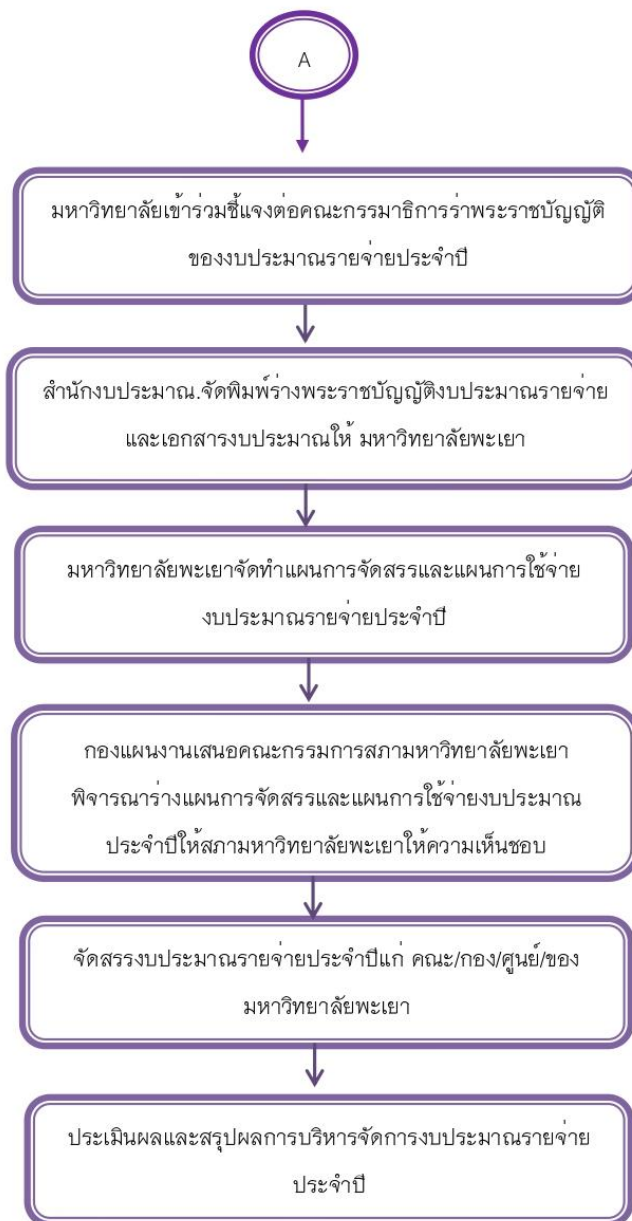 A
มหาวิทยาลัยเข้าร่วมชี้แจงต่อคณะกรรมาธิการร่าพระราชบัญญัติ
ของงบประมาณรายจ่ายประจำปี
สำนักงบประมาณ.จัดพิมพ์ร่างพระราชบัญญัติงบประมาณรายจ่าย
และเอกสารงบประมาณให้ มหาวิทยาลัยพะเยา
มหาวิทยาลัยพะเยาจัดทำแผนการจัดสรรและแผนการใช้จ่าย
งบประมาณรายจ่ายประจำปี
กองแผนงานเสนอคณะกรรมการสภามหาวิทยาลัยพะเยา
พิจารณาร่างแผนการจัดสรรและแผนการใช้จ่ายงบประมาณ
ประจำปีให้สภามหาวิทยาลัยพะเยาให้ความเห็นชอบ
จัดสรรงบประมาณรายจ่ายประจำปีแก่ คณะ/กอง/ศูนย์/ของ
มหาวิทยาลัยพะเยา
ประเมินผลและสรุปผลการบริหารจัดการงบประมาณรายจ่าย
ประจำปี